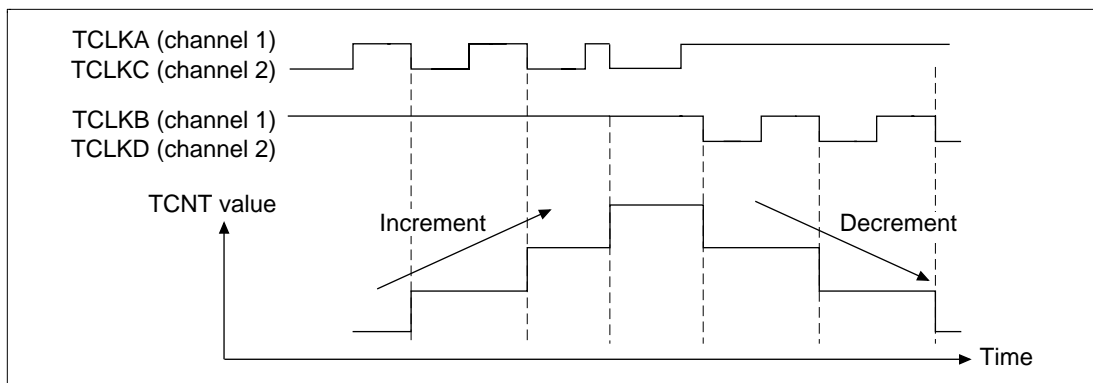 TCLKA (channel 1)
TCLKC (channel 2)
TCLKB (channel 1)
TCLKD (channel 2)
TCNT value
Increment
Decrement
Time